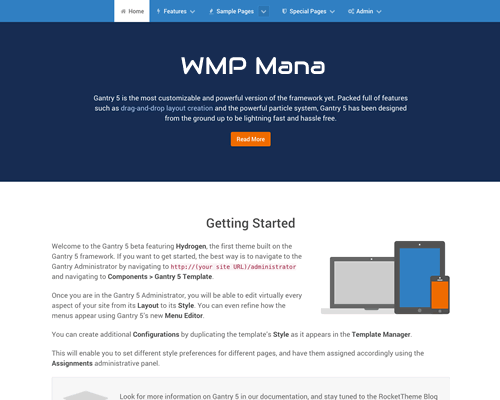 Home Features Sample Pages Special Pages Admin
WMP Mana
Gantry 5 is the most customizable and powerful version of the framework yet. Packed full of features
such as drag-and-drop layout creation and the powerful particle system, Gantry 5 has been designed
from the ground up to be lightning fast and hassle free.
Read More
Getting Started
Welcome to the Gantry 5 beta featuring Hydrogen, the first theme built on the
Gantry 5 framework. If you want to get started, the best way is to navigate to the
Gantry Administrator by navigating to http://(your site URL)/administrator
and navigating to Components > Gantry 5 Template.
Once you are in the Gantry 5 Administrator, you will be able to edit virtually every
aspect of your site from its Layout to its Style. You can even refine how the
menus appear using Gantry 5's new Menu Editor.
You can create additional Configurations by duplicating the template's Style as it appears in the Template Manager.
This will enable you to set different style preferences for different pages, and have them assigned accordingly using the
Assignments administrative panel.
Look for more information on Gantry 5 in our documentation, and stay tuned to the RocketTheme Blog